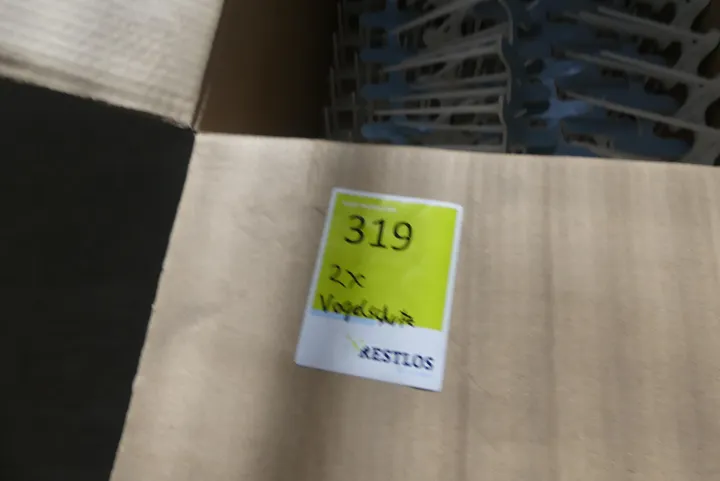 319
2x
Vogelschutz
RESTLOS